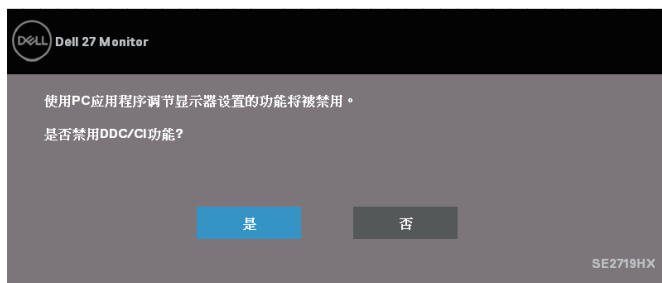 DELL Dell 27 Monitor
使用PC应用程序调节显示器设置的功能将被禁用。
是否禁用DDC/CI功能?
是 否
SE2719HX